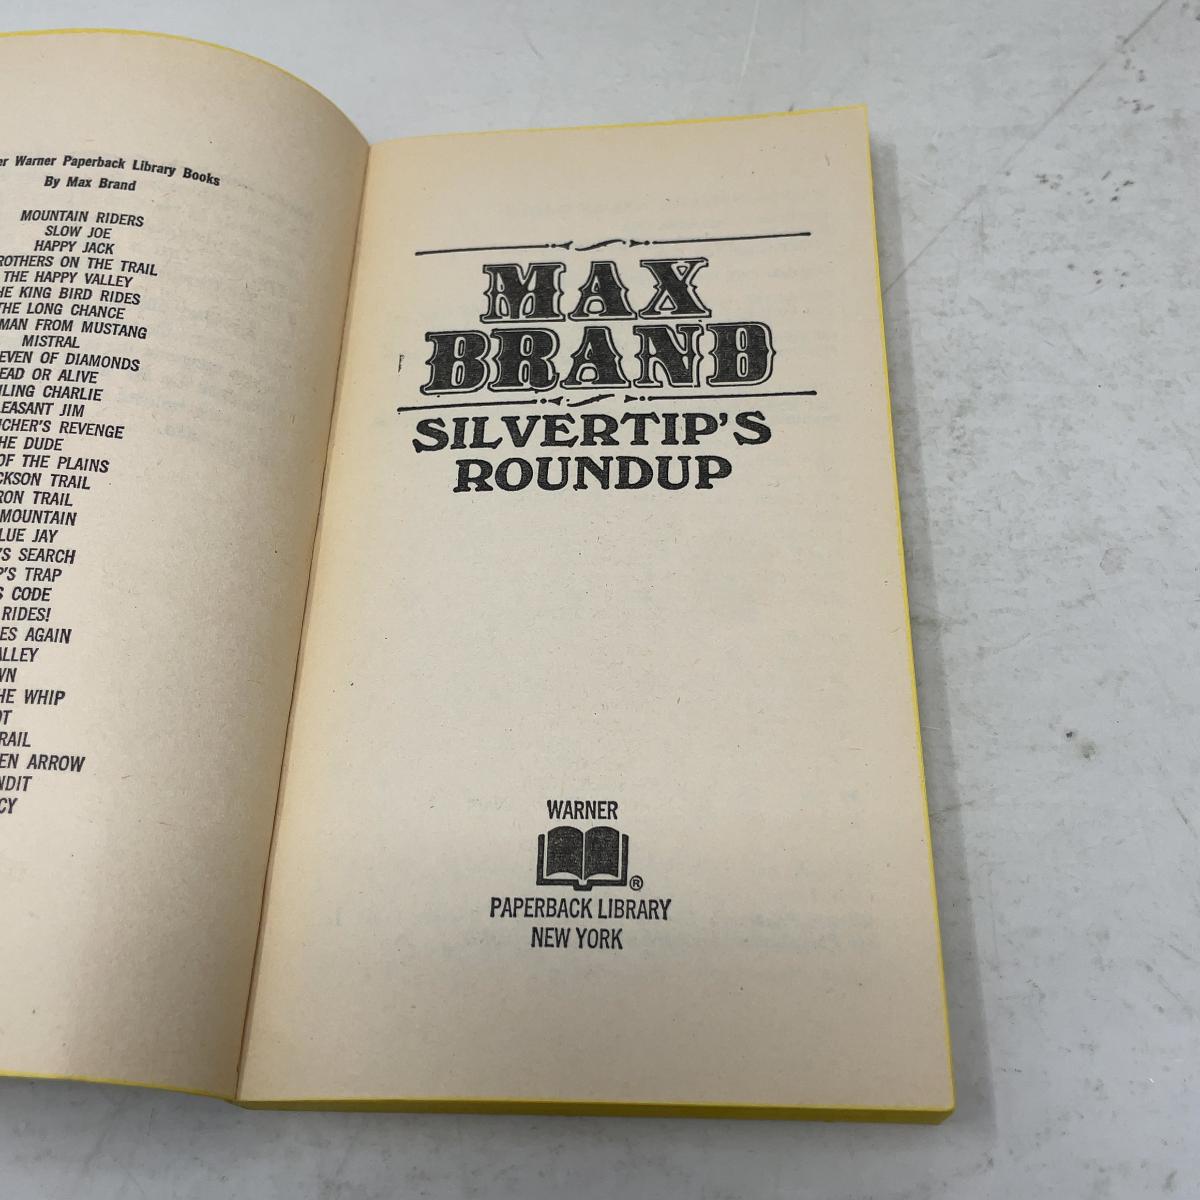 Warner Paperback Library Books
By Max Brand
MOUNTAIN RIDERS
SLOW JOE
HAPPY JACK
ROTHERS ON THE TRAIL
THE HAPPY VALLEY
HE KING BIRD RIDES
THE LONG CHANCE
MAN FROM MUSTANG
MISTRAL
EVEN OF DIAMONDS
EAD OR ALIVE
ILING CHARLIE
LEASANT JIM
UCHER'S REVENGE
HE DUDE
OF THE PLAINS
CKSON TRAIL
RON TRAIL
MOUNTAIN
LUE JAY
'S SEARCH
P'S TRAP
S CODE
RIDES!
ES AGAIN
ALLEY
WN
HE WHIP
OT
RAIL
EN ARROW
NDIT
CY
MAX
BRAND
SILVERTIP'S
ROUNDUP
WARNER
®
PAPERBACK LIBRARY
NEW YORK